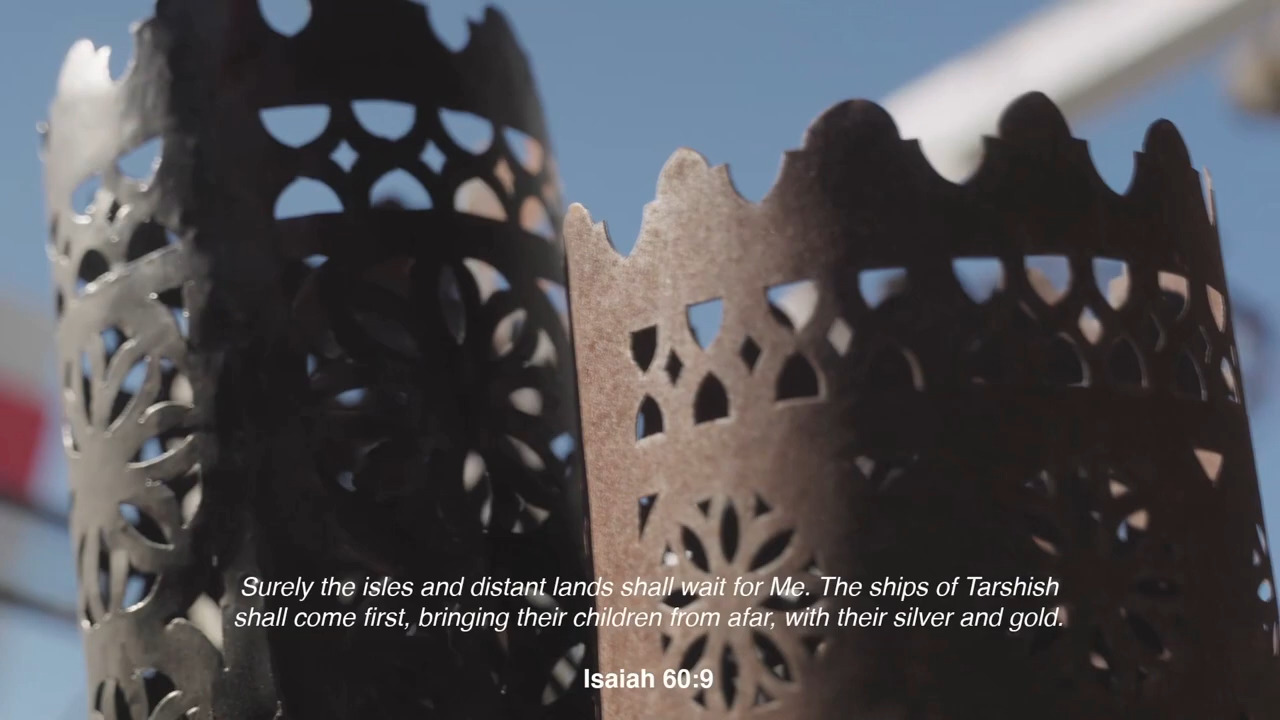 Surely the isles and distant lands shall wait for Me. The ships of Tarshish
shall come first, bringing their children from afar, with their silver and gold.
Isaiah 60:9